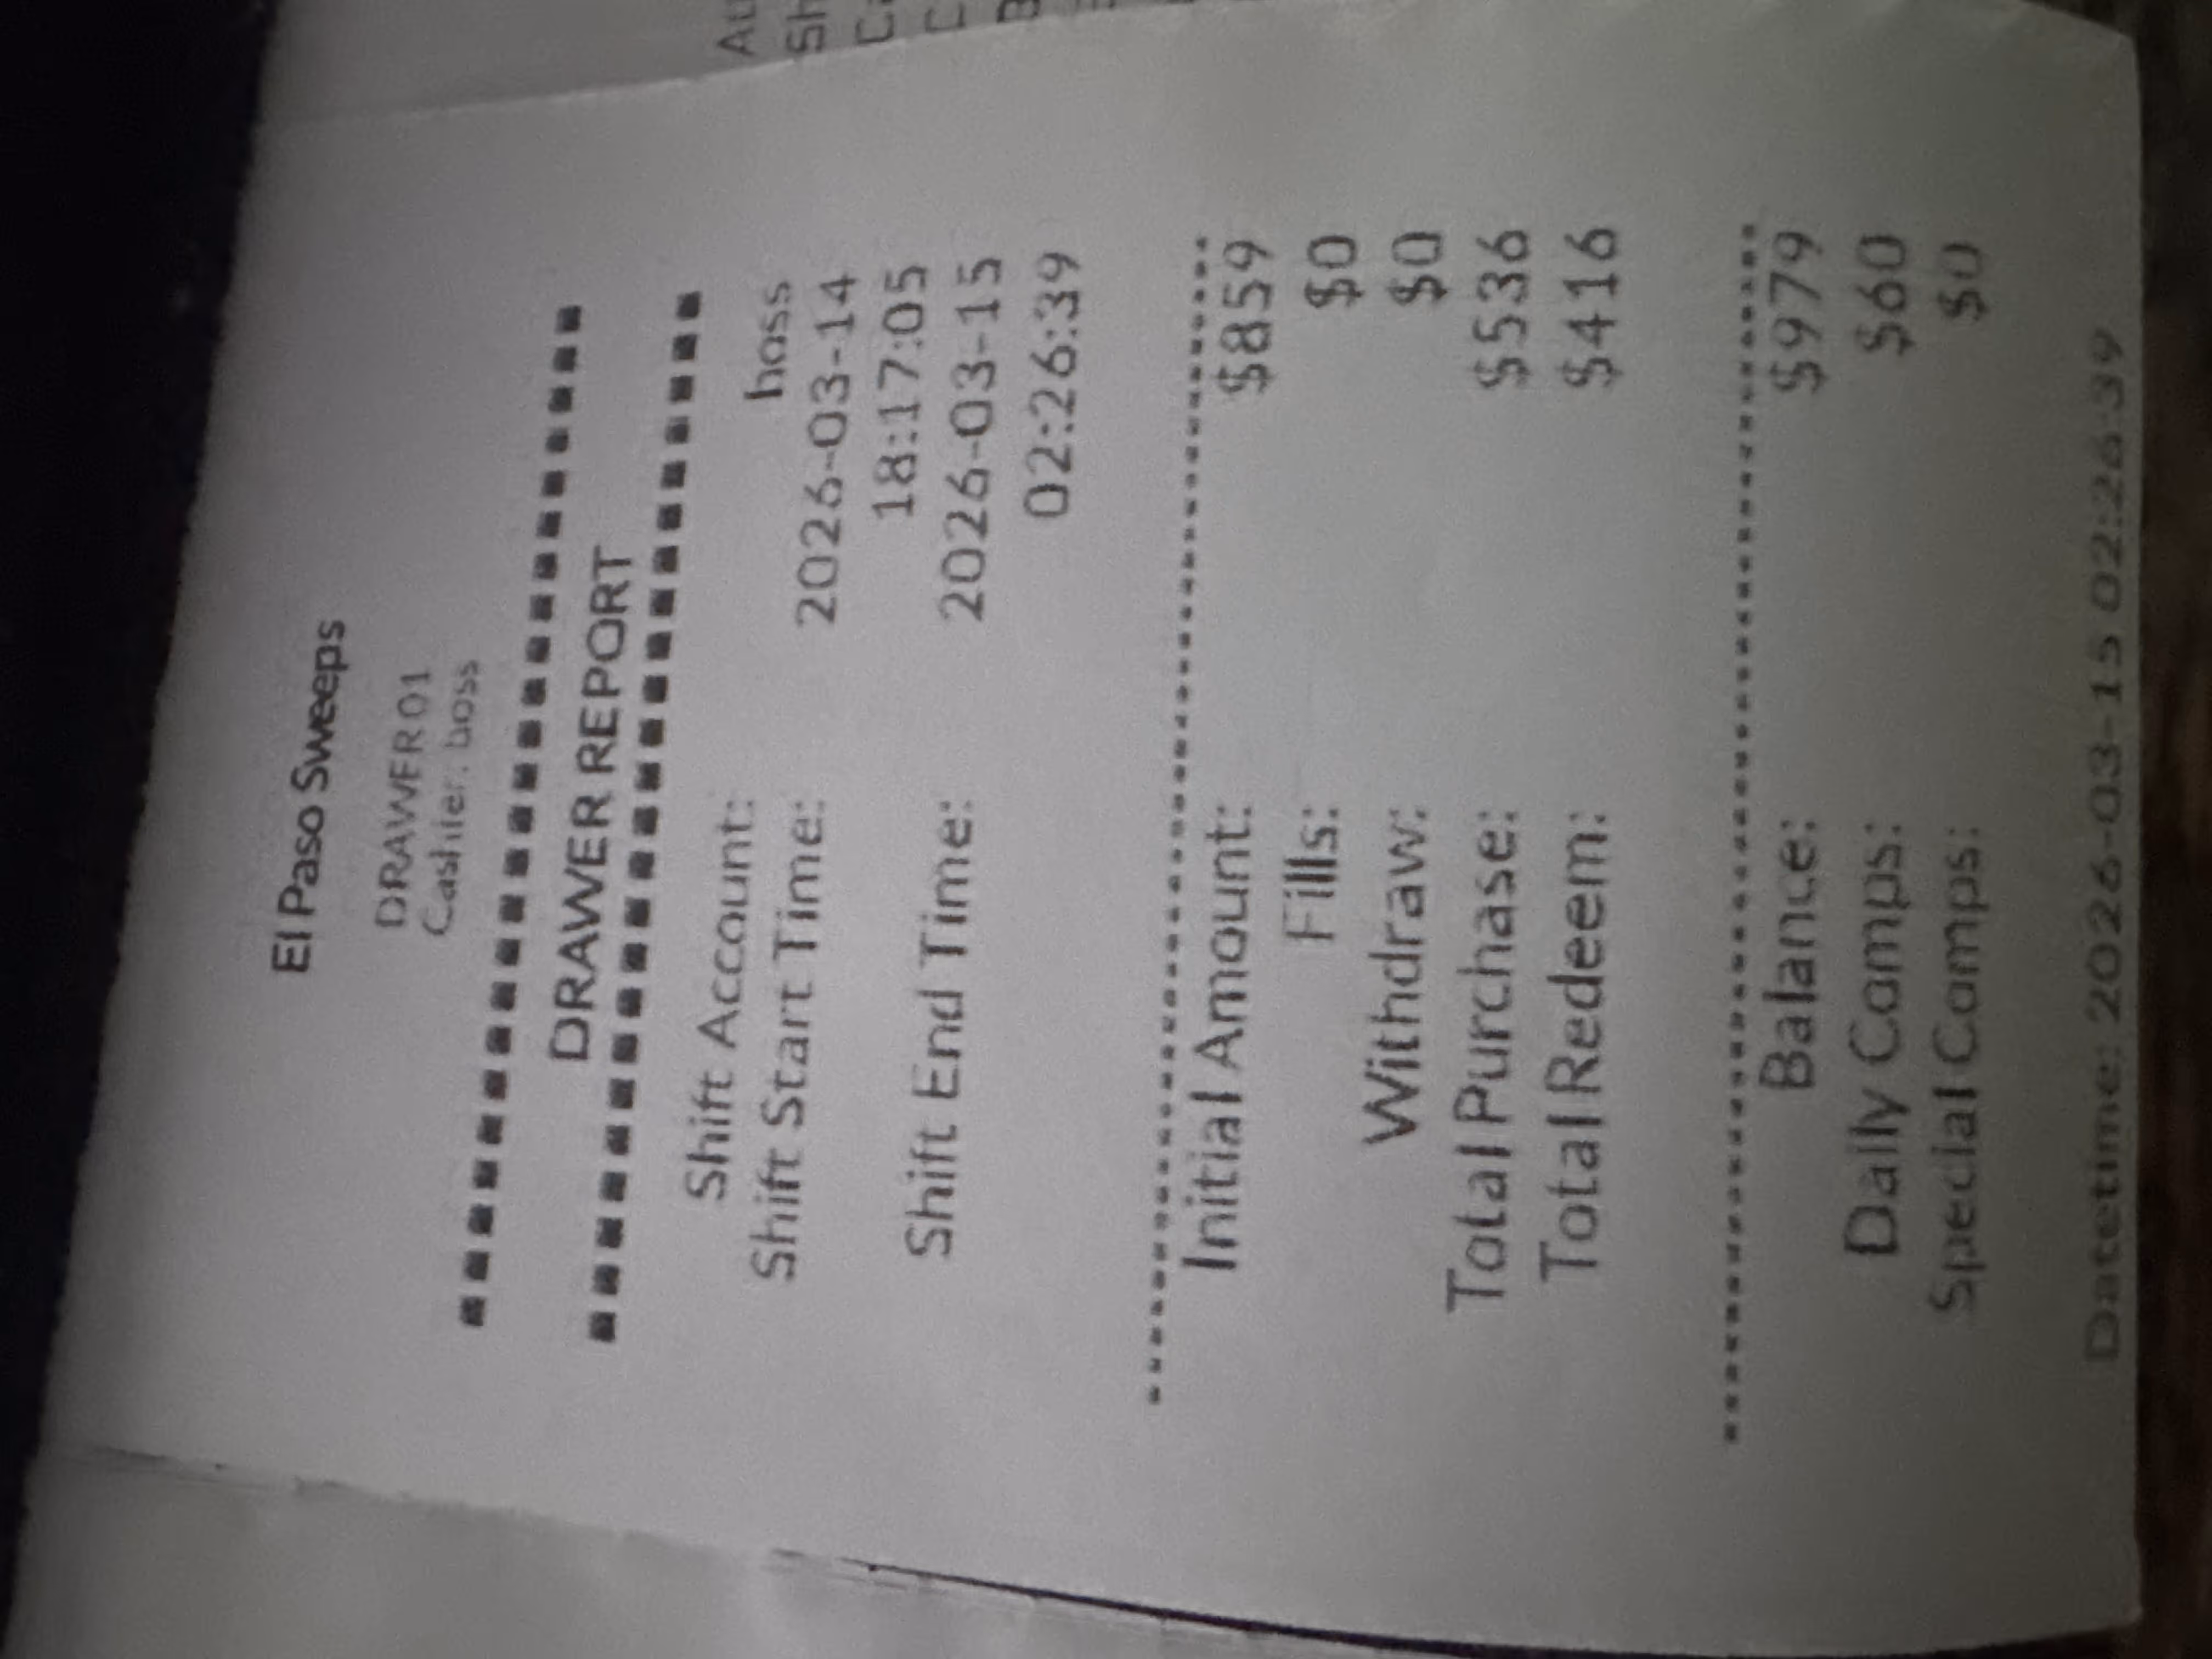 El Paso Sweeps
DRAWER 01
Cashier: boss
DRAWER REPORT
Shift Account: boss
Shift Start Time: 2026-03-14
18:17:05
Shift End Time: 2026-03-15
02:26:39
Initial Amount: $859
Fills: $0
Withdraw: $0
Total Purchase: $536
Total Redeem: $416
Balance: $979
Daily Comps: $60
Special Comps: $0
Datetime: 2026-03-15 02:26:39